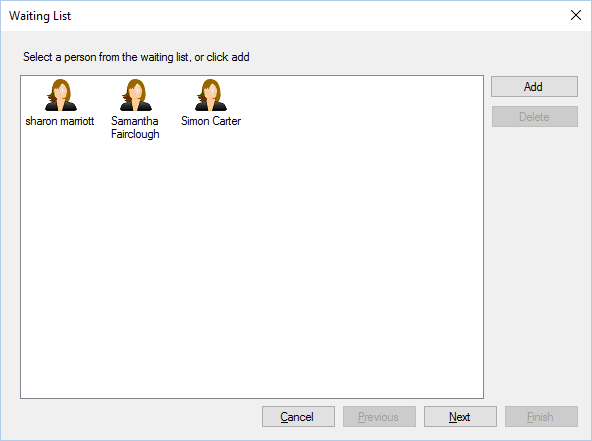 Waiting List
Select a person from the waiting list, or click add
sharon marriott
Samantha
Fairclough
Simon Carter
Add
Delete
Cancel
Previous
Next
Finish